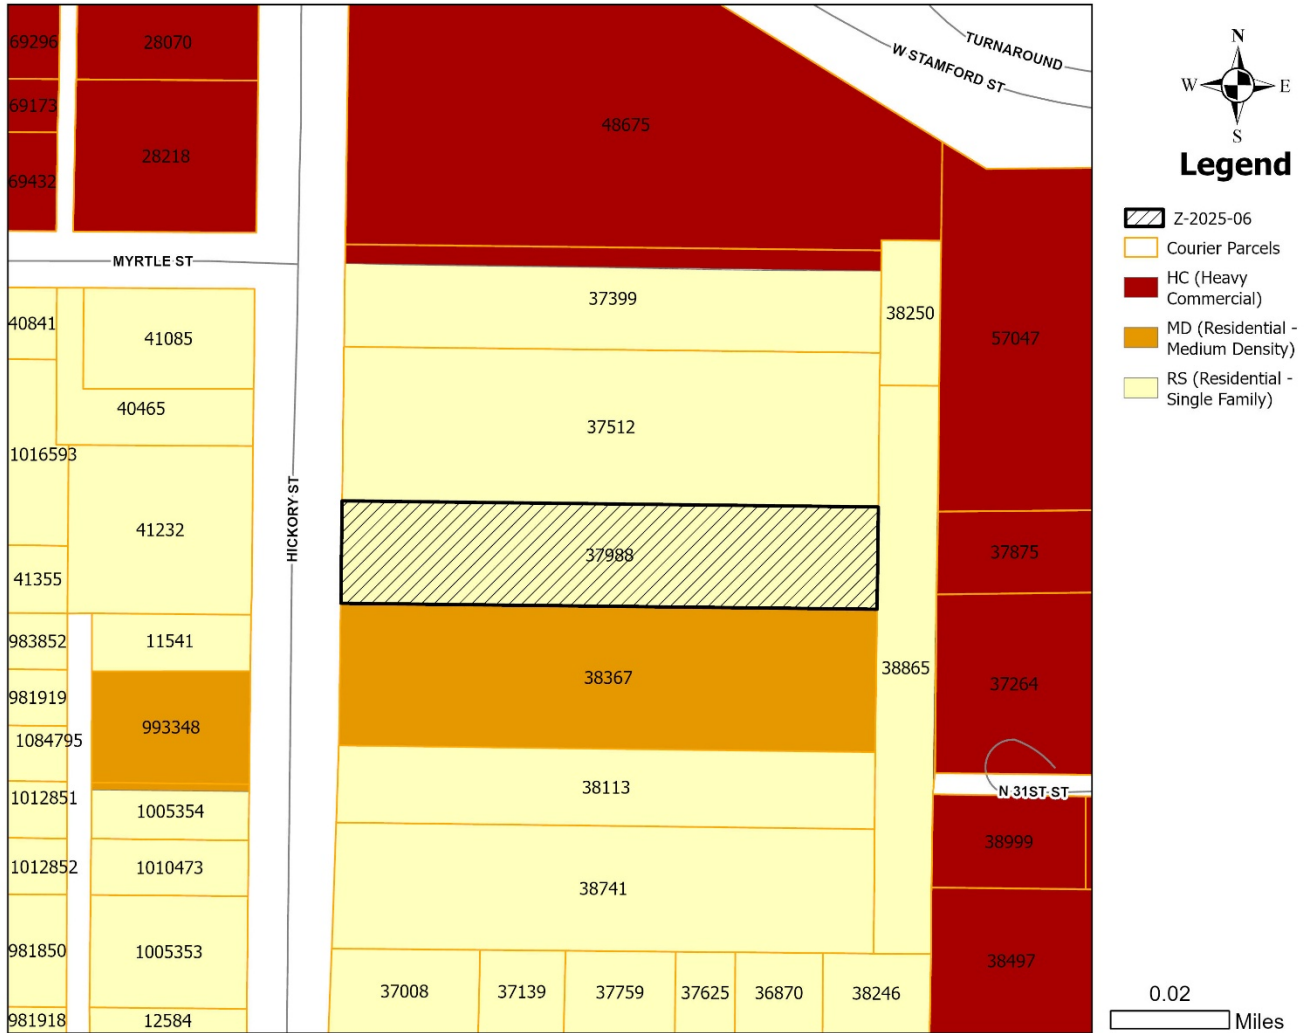 69296
28070
TURNAROUND
W STAMFORD ST
48675
69173
28218
69432
MYRTLE ST
37399
38250
40841
41085
57047
40465
37512
1016593
HICKORY ST
41232
37988
37875
41355
983852
11541
38367
38865
37264
981919
993348
1084795
38113
N 31ST ST
1012851
1005354
38999
1012852
1010473
38741
981850
1005353
38497
37008
37139
37759
37625
36870
38246
981918
12584
N
W
E
S
Legend
Z-2025-06
Courier Parcels
HC (Heavy
Commercial)
MD (Residential -
Medium Density)
RS (Residential -
Single Family)
0.02
Miles